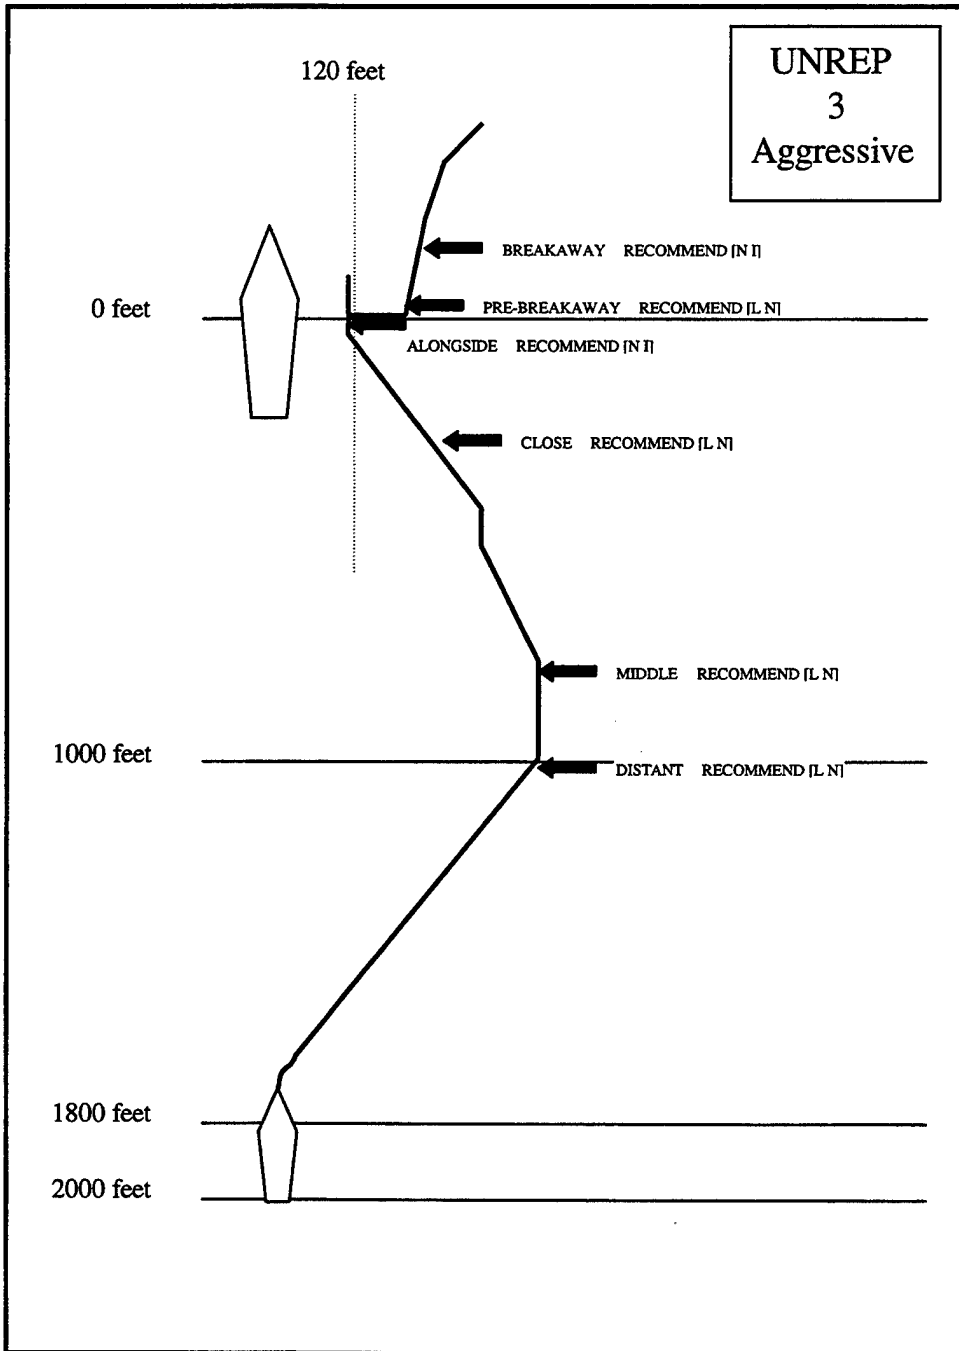 UNREP
3
Aggressive
120 feet
BREAKAWAY RECOMMEND [N I]
0 feet
PRE-BREAKAWAY RECOMMEND [L N]
ALONGSIDE RECOMMEND [N I]
CLOSE RECOMMEND [L N]
MIDDLE RECOMMEND [L N]
1000 feet
DISTANT RECOMMEND [L N]
1800 feet
2000 feet